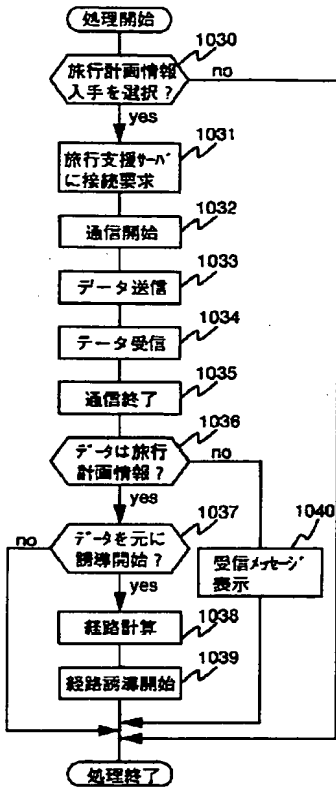 処理開始
1030
旅行計画情報
入手を選択?
no
yes
1031
旅行支援サーバ
に接続要求
1032
通信開始
1033
データ送信
1034
テータ受信
1035
通信終了
1036
データは旅行
計画情報?
no
yes
1037
データを元に
誘導開始?
no
yes
1040
受信メッセージ
表示
経路計算
1038
1039
経路誘導開始
処理終了